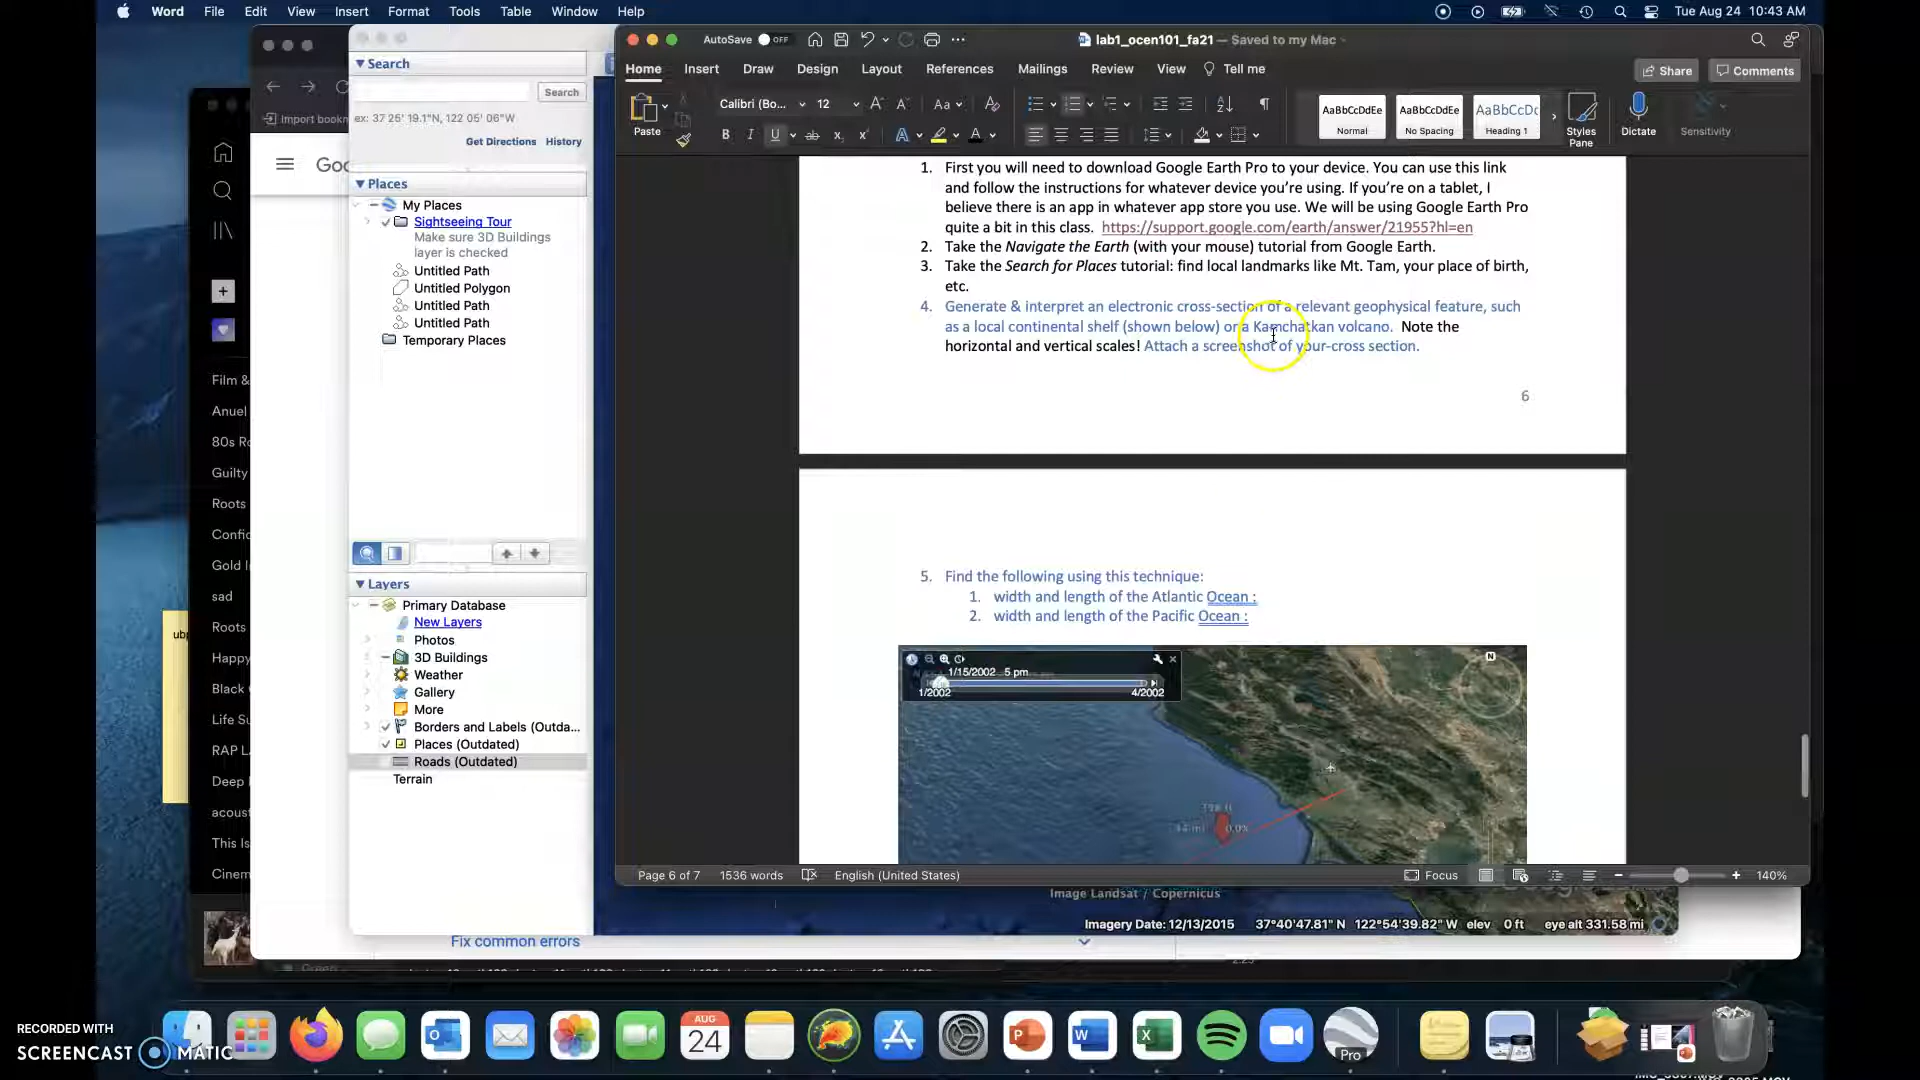 Word File Edit View Insert Format Tools Table Window Help
Tue Aug 24 10:43 AM
AutoSave OFF
lab1_ocen101_fa21 — Saved to my Mac
Home Insert Draw Design Layout References Mailings Review View Tell me
Share Comments
Paste
Calibri (Bo... 12
AaBbCcDdEe
Normal
AaBbCcDdEe
No Spacing
AaBbCcDc
Heading 1
Styles
Pane
Dictate
Sensitivity
Import bookn
Goo
Search
Search
ex: 37 25' 19.1"N, 122 05' 06"W
Get Directions History
Places
My Places
Sightseeing Tour
Make sure 3D Buildings
layer is checked
Untitled Path
Untitled Polygon
Untitled Path
Untitled Path
Temporary Places
Layers
Primary Database
New Layers
Photos
3D Buildings
Weather
Gallery
More
Borders and Labels (Outda...
Places (Outdated)
Roads (Outdated)
Terrain
Film &
Anuel
80s Ro
Guilty
Roots
Confic
Gold I
sad
Roots
Happy
Black
Life Su
RAP L
Deep
acous
This Is
Cinem
ub
1. First you will need to download Google Earth Pro to your device. You can use this link
and follow the instructions for whatever device you're using. If you're on a tablet, I
believe there is an app in whatever app store you use. We will be using Google Earth Pro
quite a bit in this class. https://support.google.com/earth/answer/21955?hl=en
2. Take the Navigate the Earth (with your mouse) tutorial from Google Earth.
3. Take the Search for Places tutorial: find local landmarks like Mt. Tam, your place of birth,
etc.
4. Generate & interpret an electronic cross-section of a relevant geophysical feature, such
as a local continental shelf (shown below) or a Kamchatkan volcano. Note the
horizontal and vertical scales! Attach a screenshot of your-cross section.
6
5. Find the following using this technique:
1. width and length of the Atlantic Ocean :
2. width and length of the Pacific Ocean :
1/15/2002 5 pm
1/2002 4/2002
N
0.0%
Page 6 of 7 1536 words English (United States) Focus 140%
Image Landsat / Copernicus
Imagery Date: 12/13/2015 37°40'47.81" N 122°54'39.82" W elev 0 ft eye alt 331.58 mi
Fix common errors
AUG
24
Pro
RECORDED WITH
SCREENCAST MATIC